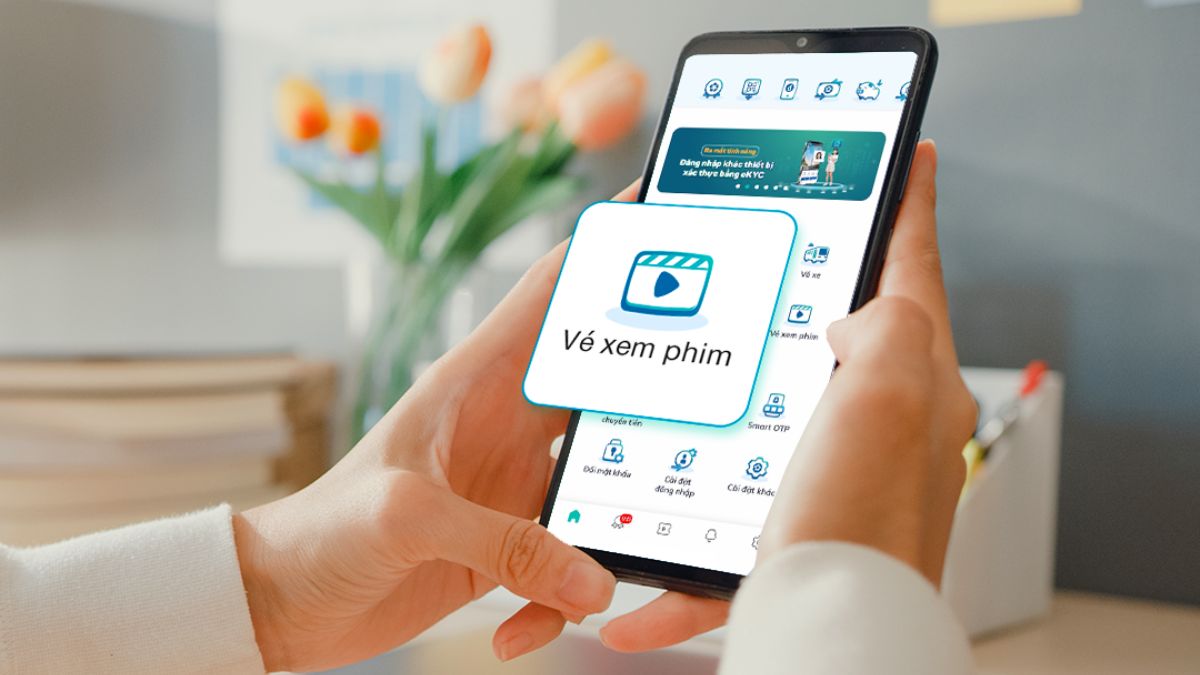 Ra mắt tính năng
Đăng nhập khác thiết bị
xác thực bằng eKYC
Vé xe
Vé xem phim
Vé xem phim
chuyển tiền
Smart OTP
Đổi mật khẩu
Cài đặt
đăng nhập
Cài đặt khác